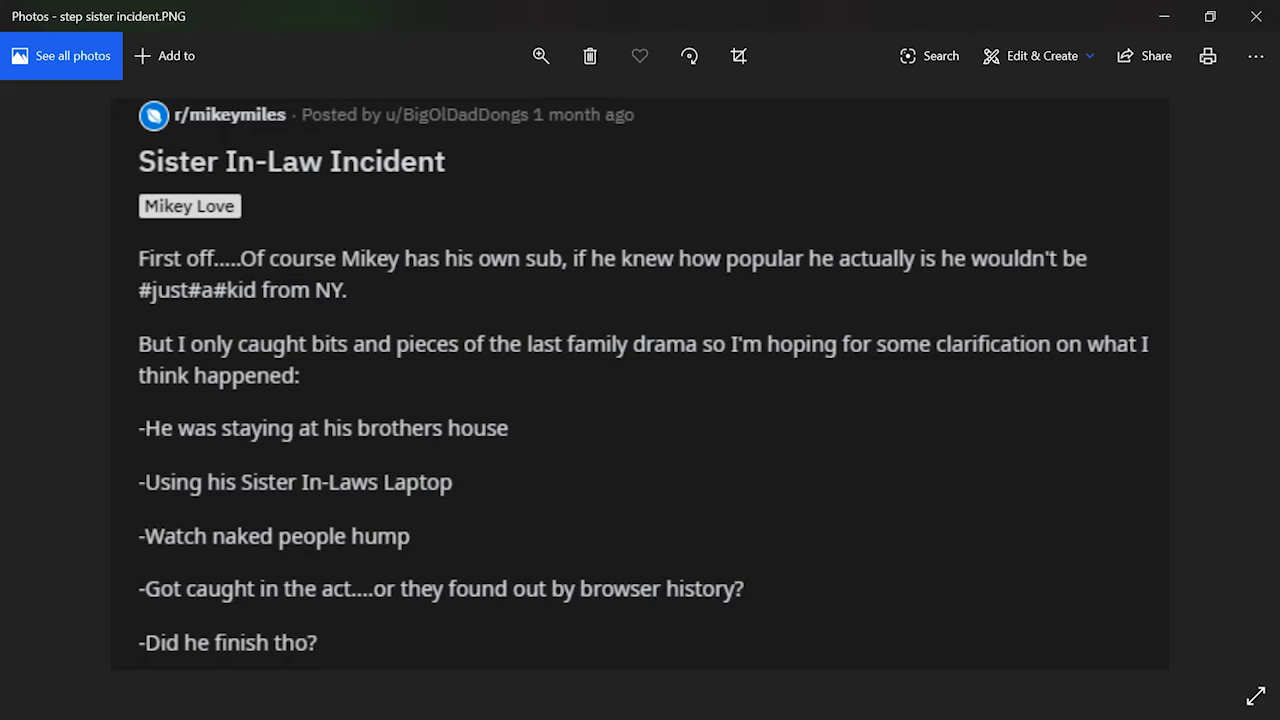 Photos - step sister incident.PNG
See all photos
Add to
Search
Edit & Create
Share
r/mikeymiles · Posted by u/BigOlDadDongs 1 month ago
Sister In-Law Incident
Mikey Love
First off.....Of course Mikey has his own sub, if he knew how popular he actually is he wouldn't be
#just#a#kid from NY.
But I only caught bits and pieces of the last family drama so I'm hoping for some clarification on what I
think happened:
-He was staying at his brothers house
-Using his Sister In-Laws Laptop
-Watch naked people hump
-Got caught in the act....or they found out by browser history?
-Did he finish tho?